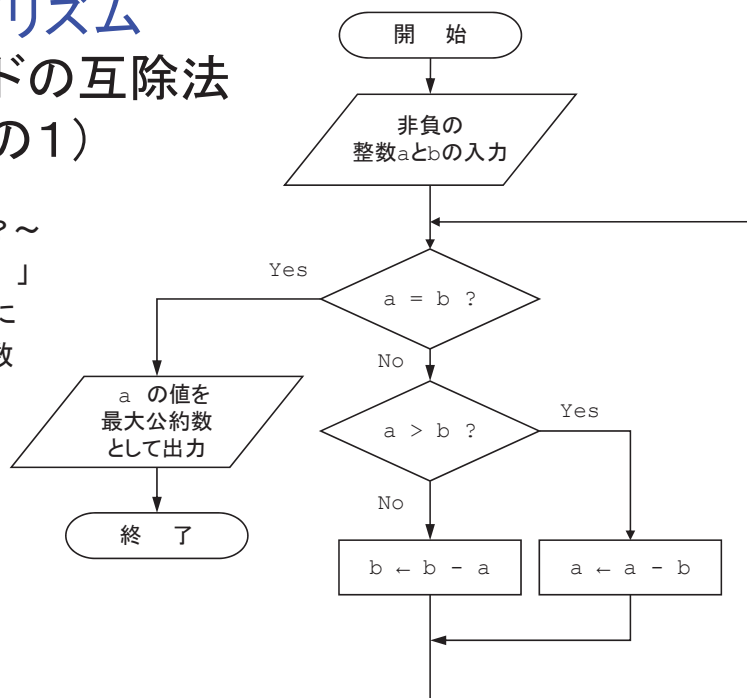 リズム
ドの互除法
の1)
？～
」
に
数
開 始
非負の
整数aとbの入力
a = b ?
Yes
No
a の値を
最大公約数
として出力
終 了
a > b ?
Yes
No
b ← b - a
a ← a - b